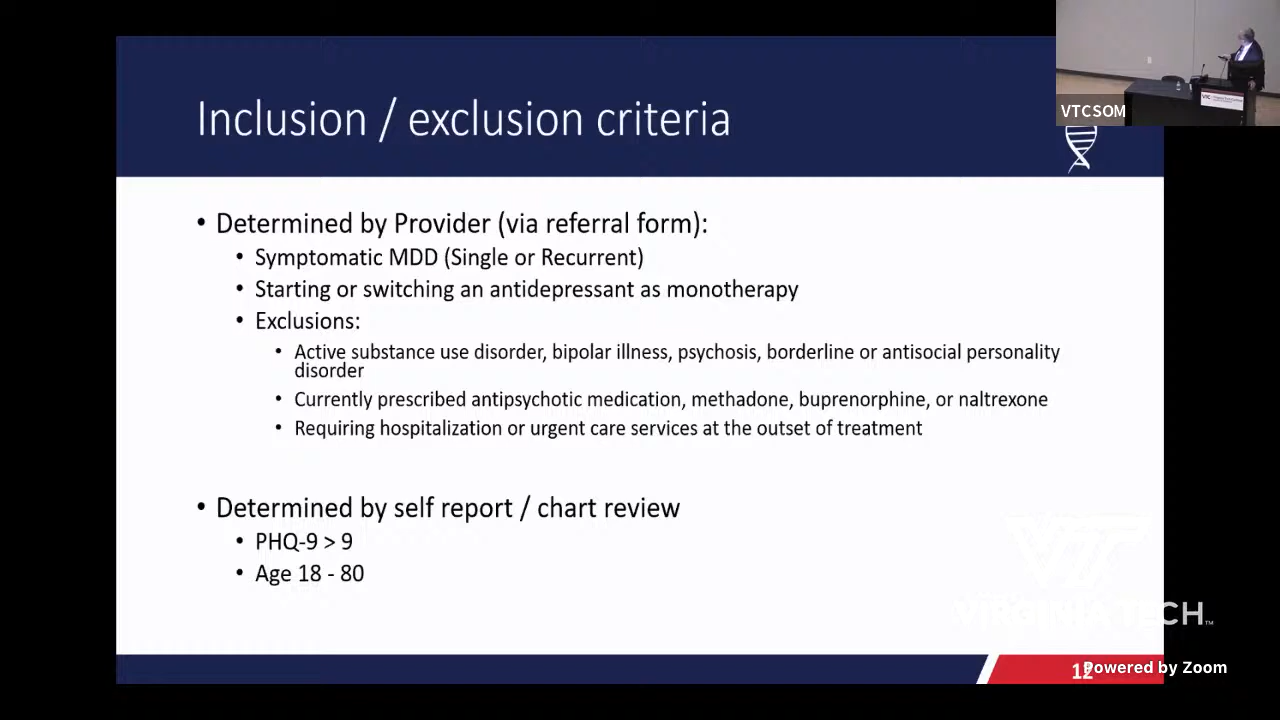 VTCSOM
Inclusion / exclusion criteria
• Determined by Provider (via referral form):
• Symptomatic MDD (Single or Recurrent)
• Starting or switching an antidepressant as monotherapy
• Exclusions:
• Active substance use disorder, bipolar illness, psychosis, borderline or antisocial personality
disorder
• Currently prescribed antipsychotic medication, methadone, buprenorphine, or naltrexone
• Requiring hospitalization or urgent care services at the outset of treatment
• Determined by self report / chart review
• PHQ-9 > 9
• Age 18 - 80
VIRGINIA TECH™
12
Powered by Zoom